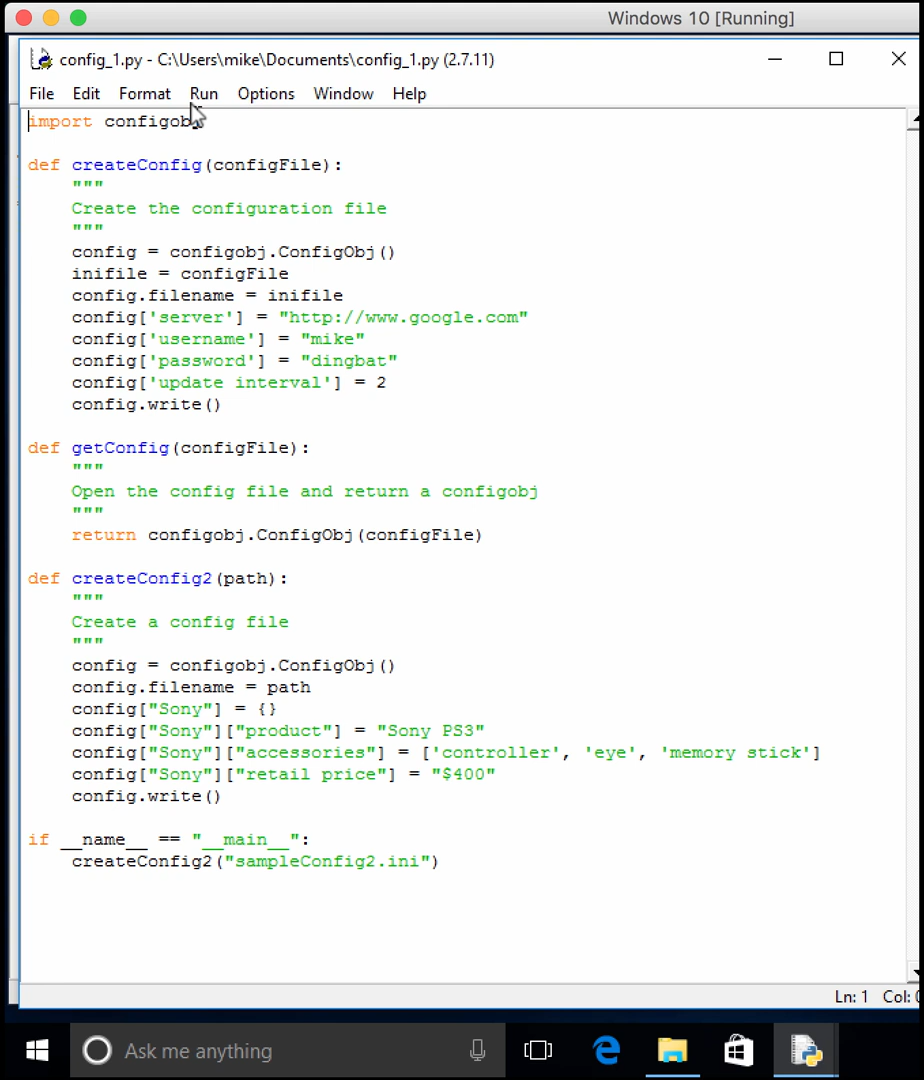 Windows 10 [Running]
config_1.py - C:\Users\mike\Documents\config_1.py (2.7.11)
File Edit Format Run Options Window Help
import configobj
def createConfig(configFile):
    """
    Create the configuration file
    """
    config = configobj.ConfigObj()
    inifile = configFile
    config.filename = inifile
    config['server'] = "http://www.google.com"
    config['username'] = "mike"
    config['password'] = "dingbat"
    config['update interval'] = 2
    config.write()
def getConfig(configFile):
    """
    Open the config file and return a configobj
    """
    return configobj.ConfigObj(configFile)
def createConfig2(path):
    """
    Create a config file
    """
    config = configobj.ConfigObj()
    config.filename = path
    config["Sony"] = {}
    config["Sony"]["product"] = "Sony PS3"
    config["Sony"]["accessories"] = ['controller', 'eye', 'memory stick']
    config["Sony"]["retail price"] = "$400"
    config.write()
if __name__ == "__main__":
    createConfig2("sampleConfig2.ini")
Ln: 1 Col: 0
Ask me anything